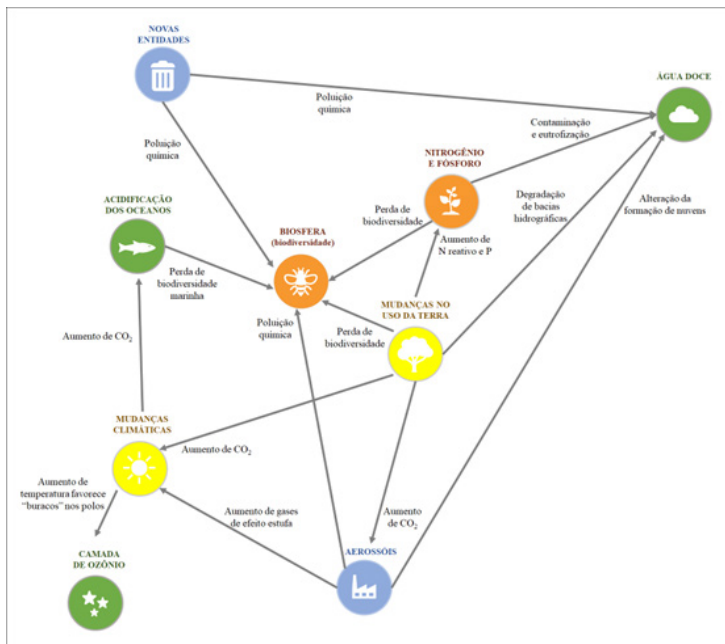 NOVAS
ENTIDADES
ÁGUA DOCE
Poluição
química
Poluição
química
Contaminação
e eutrofização
NITROGÊNIO
E FÓSFORO
ACIDIFICAÇÃO
DOS OCEANOS
Degradação
de bacias
hidrográficas
Alteração da
formação de nuvens
Perda de
biodiversidade
BIOSFERA
(biodiversidade)
Aumento de
N reativo e P
Perda de
biodiversidade
marinha
MUDANÇAS NO
USO DA TERRA
Poluição
química
Perda de
biodiversidade
Aumento de CO2
MUDANÇAS
CLIMÁTICAS
Aumento de CO2
Aumento de
temperatura favorece
“buracos” nos polos
Aumento de gases
de efeito estufa
Aumento
de CO2
CAMADA
DE OZÔNIO
AEROSSÓIS